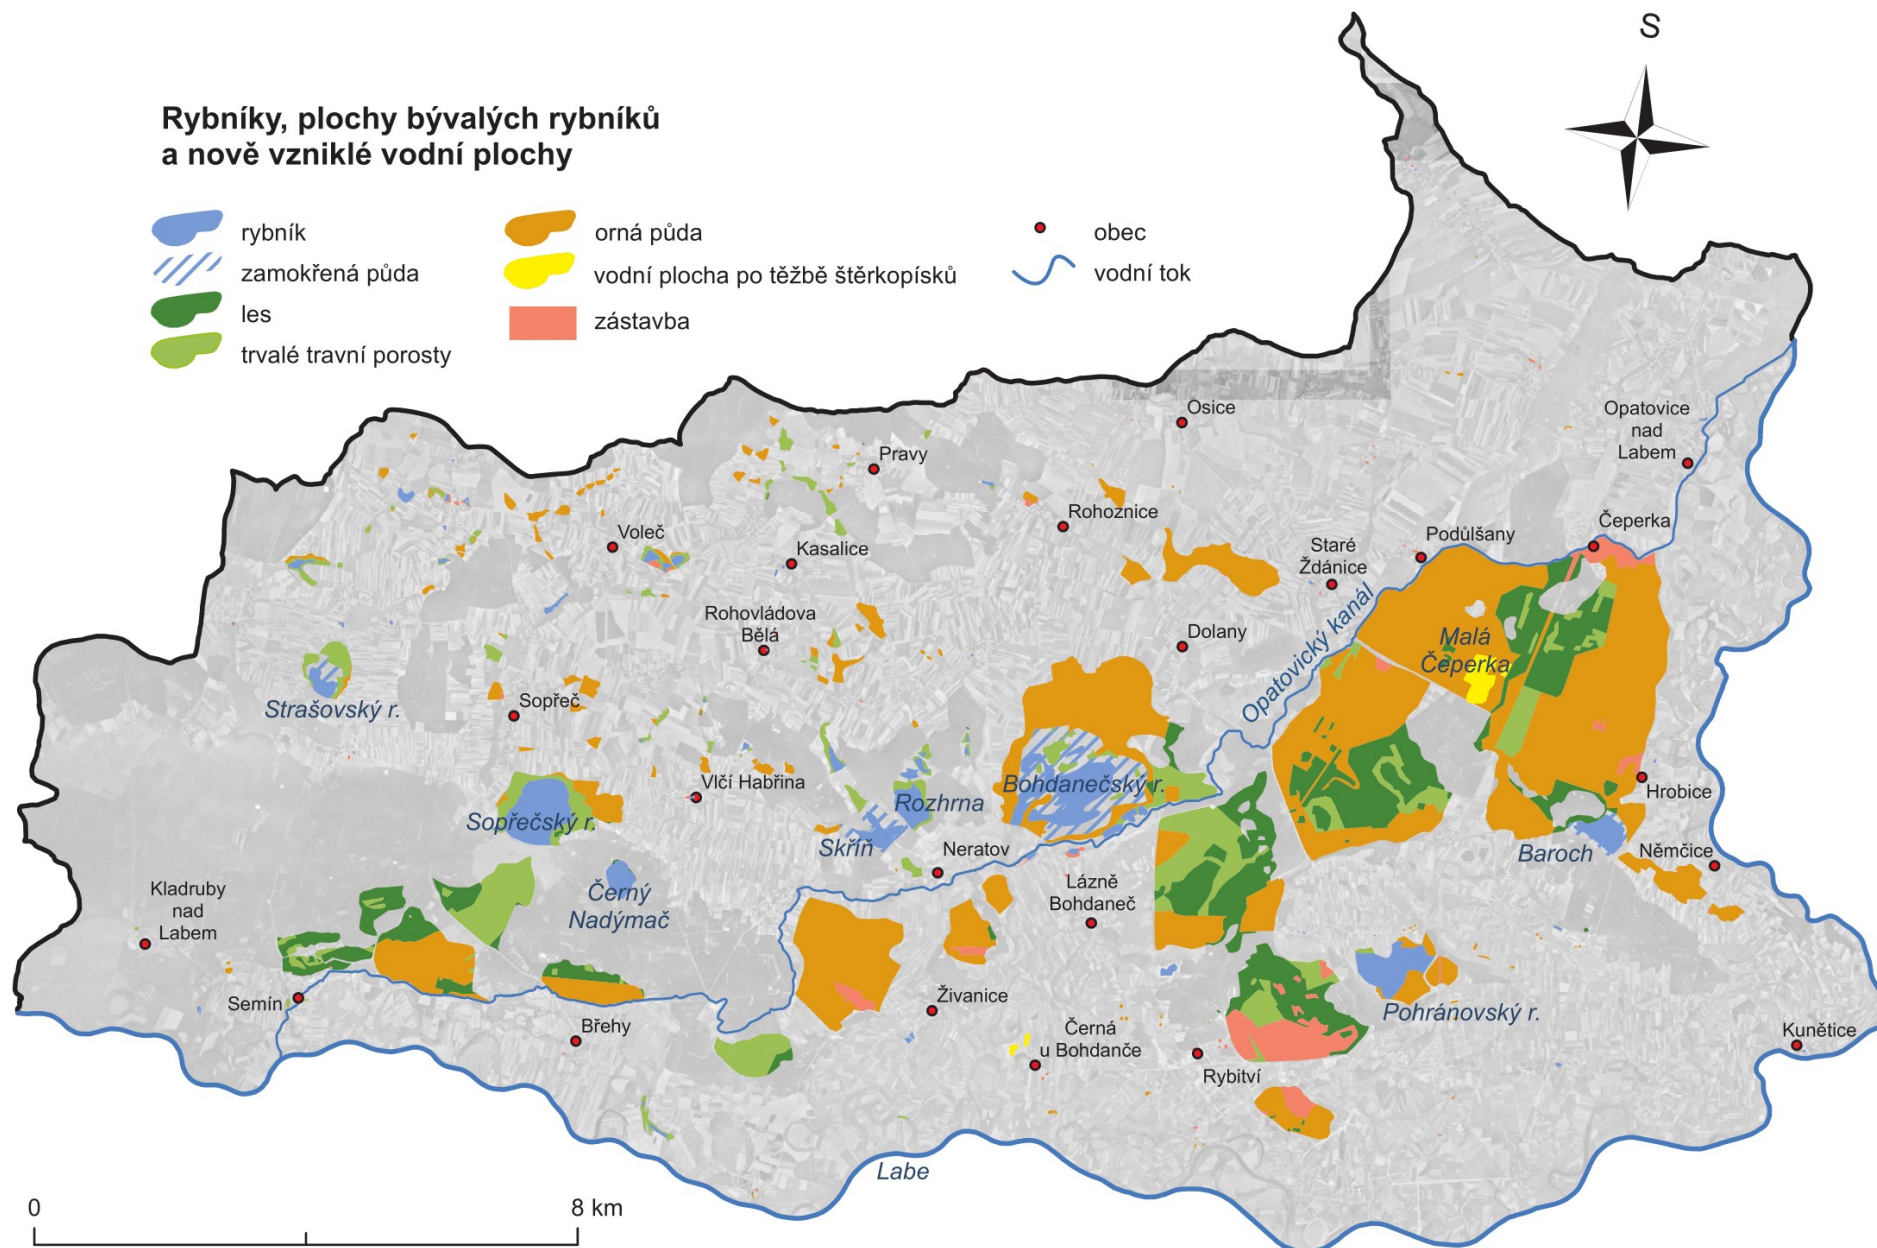 S
Rybníky, plochy bývalých rybníků
a nově vzniklé vodní plochy
rybník
zamokřená půda
les
trvalé travní porosty
orná půda
vodní plocha po těžbě štěrkopísků
zástavba
obec
vodní tok
Osice
Opatovice
nad
Labem
Pravy
Rohoznice
Voleč
Kasalice
Čeperka
Podůlšany
Staré
Ždánice
Rohovládova
Bělá
Dolany
Opatovický kanál
Malá
Čeperka
Strašovský r.
Sopřeč
Vlčí Habřina
Bohdanečský r.
Rozhrna
Hrobice
Sopřečský r.
Skříň
Neratov
Baroch
Němčice
Kladruby
nad
Labem
Černý
Nadýmač
Lázně
Bohdaneč
Semín
Živanice
Pohránovský r.
Břehy
Černá
u Bohdanče
Rybitví
Kunětice
Labe
0
8 km